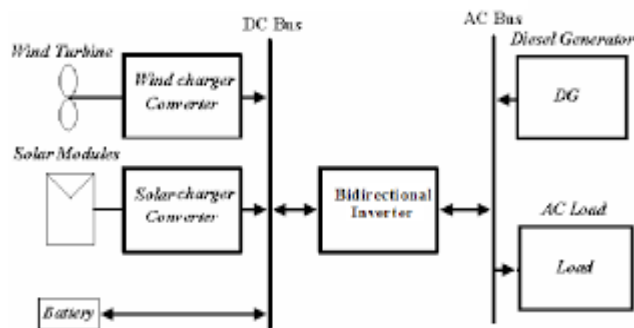 DC Bus
AC Bus
Wind Turbine
Diesel Generator
Wind charger
Converter
DG
Solar Modules
Solar charger
Converter
Bidirectional
Inverter
AC Load
Load
Battery